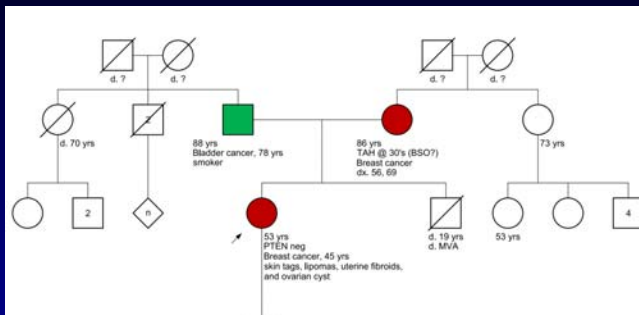 d. ?
d. ?
d. ?
d. ?
2
d. 70 yrs
88 yrs
Bladder cancer, 78 yrs
smoker
86 yrs
TAH @ 30's (BSO?)
Breast cancer
dx. 56, 69
73 yrs
2
n
53 yrs
PTEN neg
Breast cancer, 45 yrs
skin tags, lipomas, uterine fibroids,
and ovarian cyst
d. 19 yrs
d. MVA
53 yrs
4